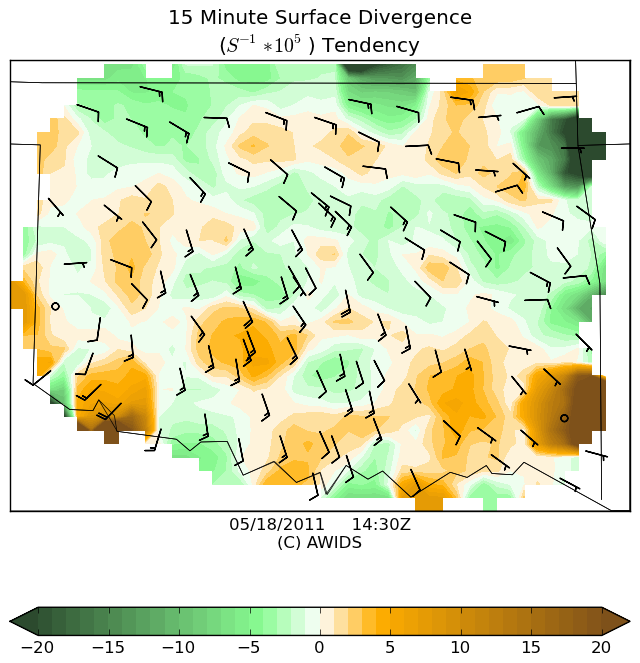 15 Minute Surface Divergence
(S⁻¹ * 10⁵ ) Tendency
05/18/2011 14:30Z
(C) AWIDS
−20 −15 −10 −5 0 5 10 15 20